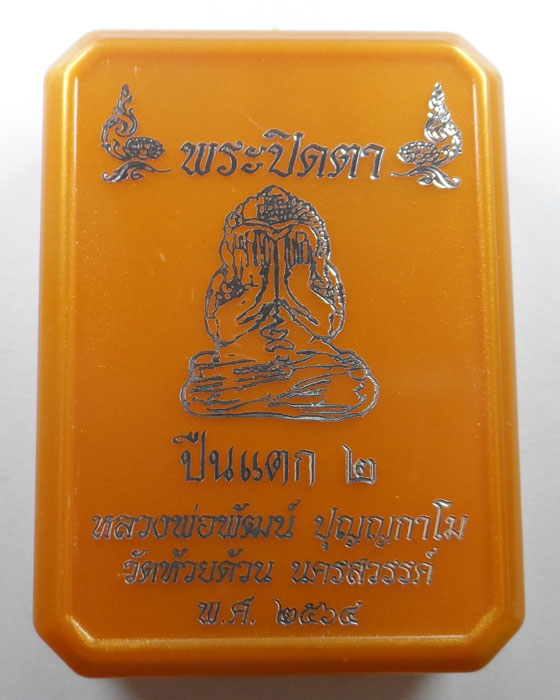 พระปิดตา
ปืนแตก ๒
หลวงพ่อพัฒน์ ปุญญกาโม
วัดห้วยด้วน นครสวรรค์
พ.ศ. ๒๕๖๔